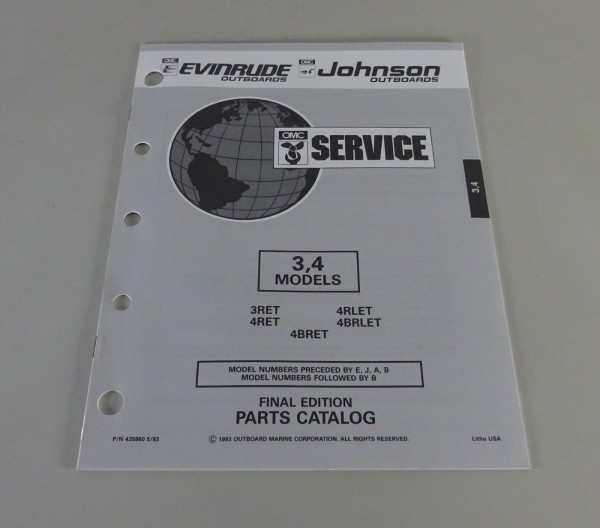 OMC EVINRUDE OMC Johnson
OUTBOARDS OUTBOARDS
OMC SERVICE
3,4
3,4
MODELS
3RET 4RLET
4RET 4BRLET
4BRET
MODEL NUMBERS PRECEDED BY E, J, A, B
MODEL NUMBERS FOLLOWED BY B
FINAL EDITION
PARTS CATALOG
P/N 435860 5/93 © 1993 OUTBOARD MARINE CORPORATION. ALL RIGHTS RESERVED. Litho USA